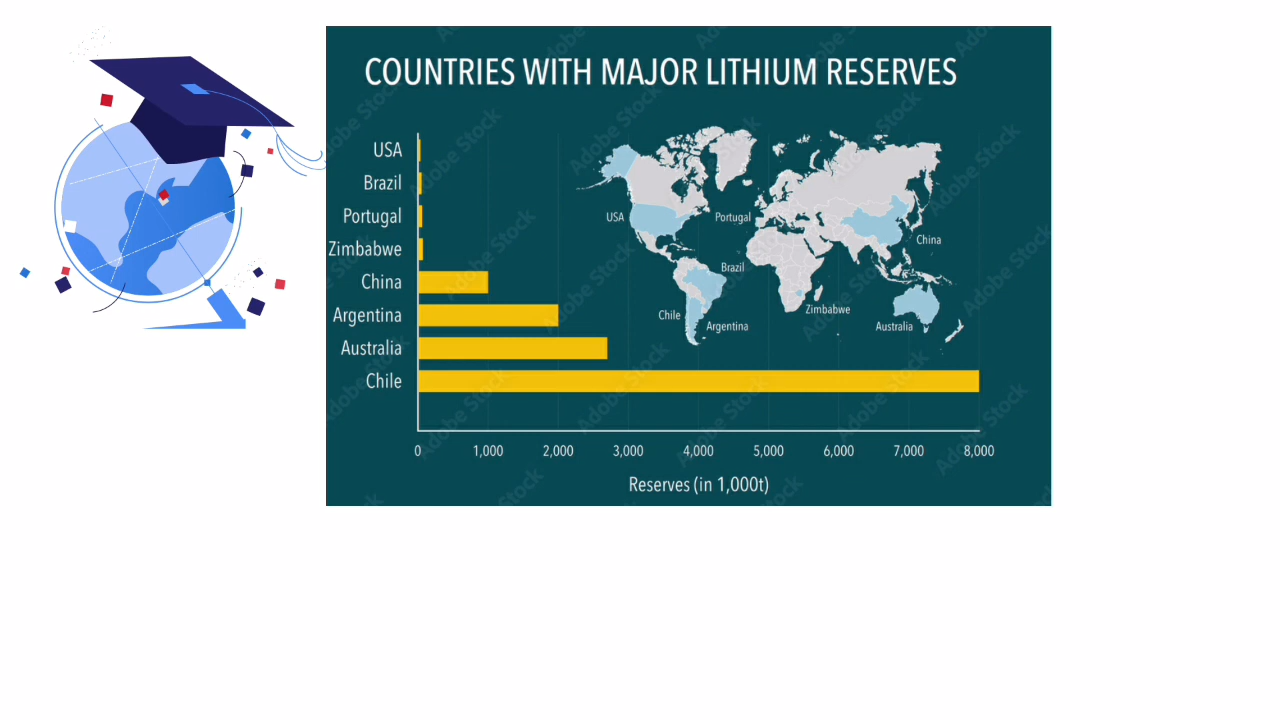 COUNTRIES WITH MAJOR LITHIUM RESERVES
USA
Brazil
Portugal
Zimbabwe
China
Argentina
Australia
Chile
USA
Portugal
China
Brazil
Chile
Argentina
Zimbabwe
Australia
0 1,000 2,000 3,000 4,000 5,000 6,000 7,000 8,000
Reserves (in 1,000t)
Adobe Stock